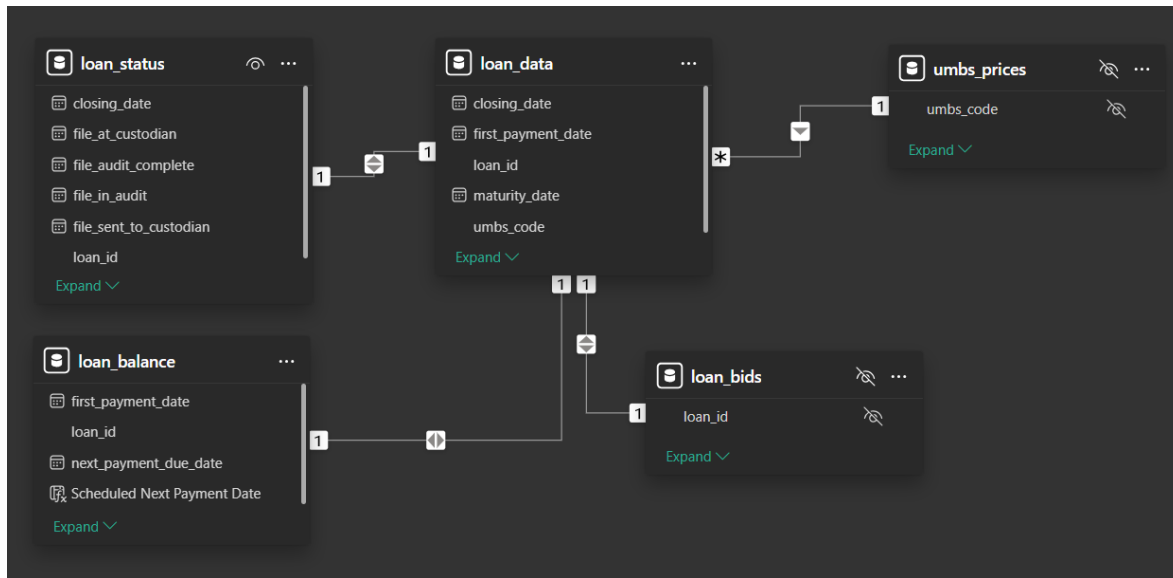 loan_status
closing_date
file_at_custodian
file_audit_complete
file_in_audit
file_sent_to_custodian
loan_id
Expand
1
1
loan_data
closing_date
first_payment_date
loan_id
maturity_date
umbs_code
Expand
*
1
umbs_prices
umbs_code
Expand
1 1
loan_balance
first_payment_date
loan_id
next_payment_due_date
Scheduled Next Payment Date
Expand
1
1
loan_bids
loan_id
Expand